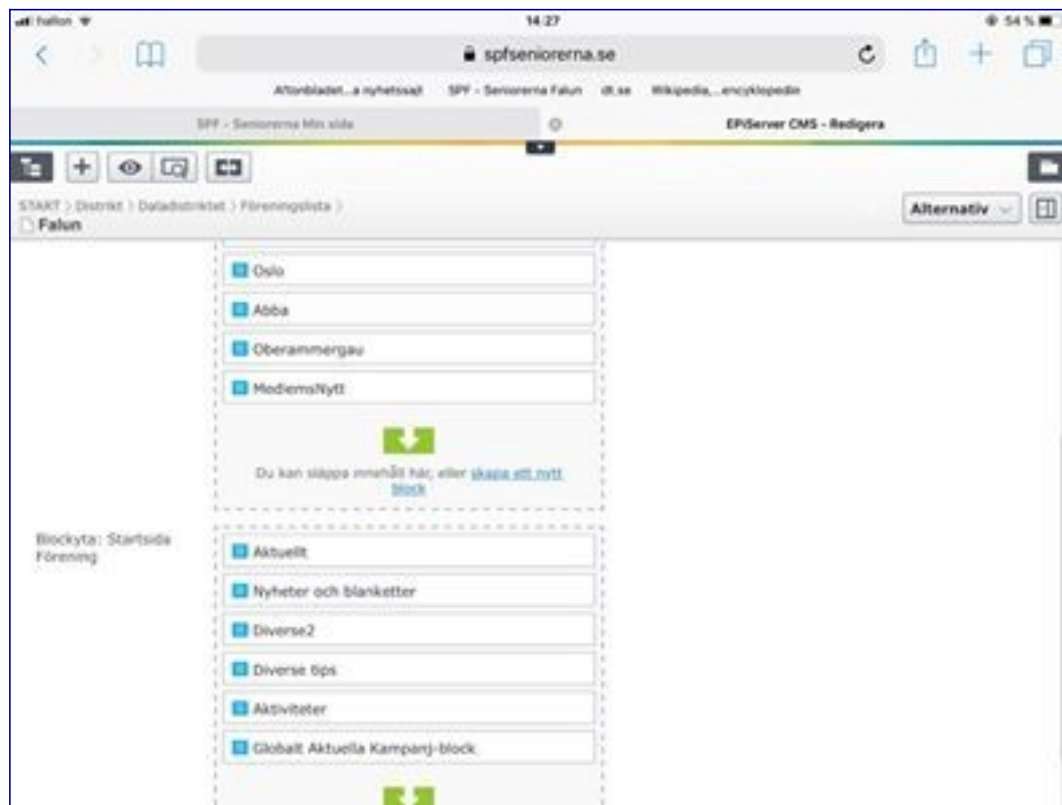 hallon
14:27
54 %
spfseniorerna.se
Aftonbladet...a nyhetssajt SPF - Seniorerna Falun dt.se Wikipedia,...encyklopedin
SPF - Seniorerna Min sida
EPiServer CMS - Redigera
START > Distrikt > Daladistriktet > Föreningslista >
Falun
Alternativ
Oslo
Abba
Oberammergau
MedlemsNytt
Du kan släppa innehåll här, eller skapa ett nytt
block
Blockyta: Startsida
Förening
Aktuellt
Nyheter och blanketter
Diverse2
Diverse tips
Aktiviteter
Globalt Aktuella Kampanj-block